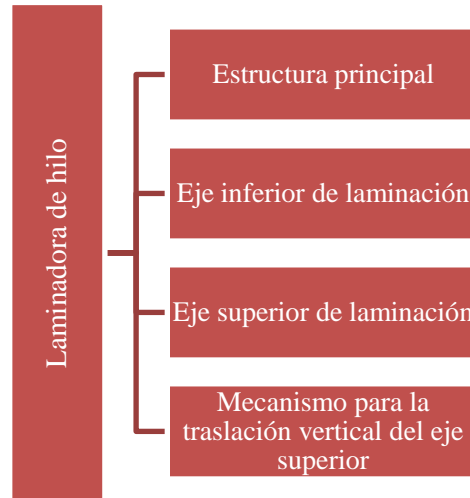 Laminadora de hilo
Estructura principal
Eje inferior de laminación
Eje superior de laminación
Mecanismo para la
traslación vertical del eje
superior